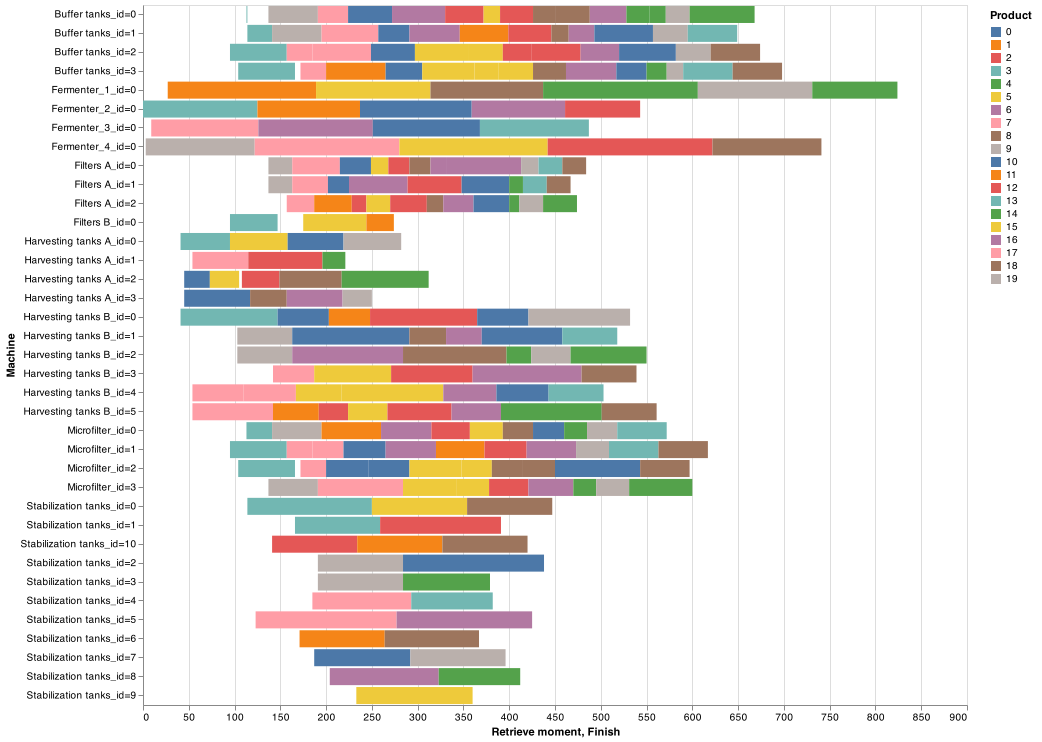 Product
0
1
2
3
4
5
6
7
8
9
10
11
12
13
14
15
16
17
18
19
Machine
Buffer tanks_id=0
Buffer tanks_id=1
Buffer tanks_id=2
Buffer tanks_id=3
Fermenter_1_id=0
Fermenter_2_id=0
Fermenter_3_id=0
Fermenter_4_id=0
Filters A_id=0
Filters A_id=1
Filters A_id=2
Filters B_id=0
Harvesting tanks A_id=0
Harvesting tanks A_id=1
Harvesting tanks A_id=2
Harvesting tanks A_id=3
Harvesting tanks B_id=0
Harvesting tanks B_id=1
Harvesting tanks B_id=2
Harvesting tanks B_id=3
Harvesting tanks B_id=4
Harvesting tanks B_id=5
Microfilter_id=0
Microfilter_id=1
Microfilter_id=2
Microfilter_id=3
Stabilization tanks_id=0
Stabilization tanks_id=1
Stabilization tanks_id=10
Stabilization tanks_id=2
Stabilization tanks_id=3
Stabilization tanks_id=4
Stabilization tanks_id=5
Stabilization tanks_id=6
Stabilization tanks_id=7
Stabilization tanks_id=8
Stabilization tanks_id=9
0 50 100 150 200 250 300 350 400 450 500 550 600 650 700 750 800 850 900
Retrieve moment, Finish